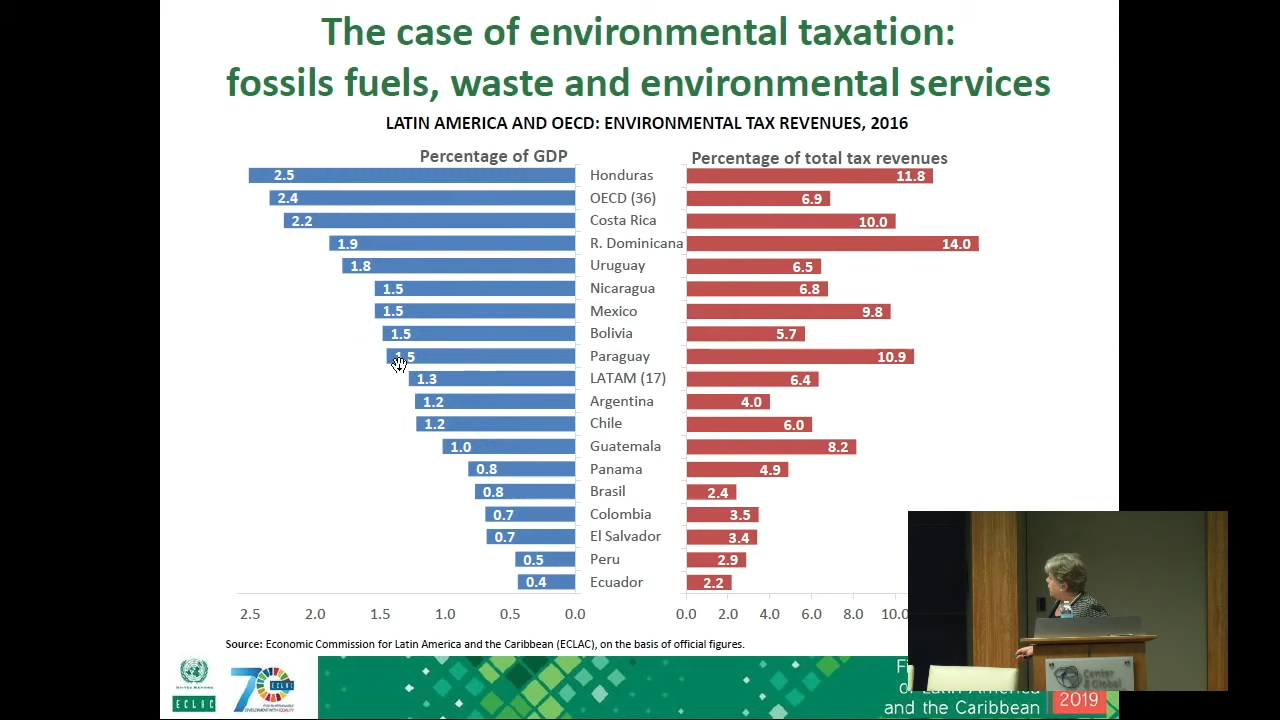 The case of environmental taxation:
fossils fuels, waste and environmental services
LATIN AMERICA AND OECD: ENVIRONMENTAL TAX REVENUES, 2016
Percentage of GDP Percentage of total tax revenues
2.5 Honduras 11.8
2.4 OECD (36) 6.9
2.2 Costa Rica 10.0
1.9 R. Dominicana 14.0
1.8 Uruguay 6.5
1.5 Nicaragua 6.8
1.5 Mexico 9.8
1.5 Bolivia 5.7
1.5 Paraguay 10.9
1.3 LATAM (17) 6.4
1.2 Argentina 4.0
1.2 Chile 6.0
1.0 Guatemala 8.2
0.8 Panama 4.9
0.8 Brasil 2.4
0.7 Colombia 3.5
0.7 El Salvador 3.4
0.5 Peru 2.9
0.4 Ecuador 2.2
2.5 2.0 1.5 1.0 0.5 0.0 0.0 2.0 4.0 6.0 8.0 10.0
Source: Economic Commission for Latin America and the Caribbean (ECLAC), on the basis of official figures.
ECLAC
70 ECLAC
of Latin America
and the Caribbean 2019